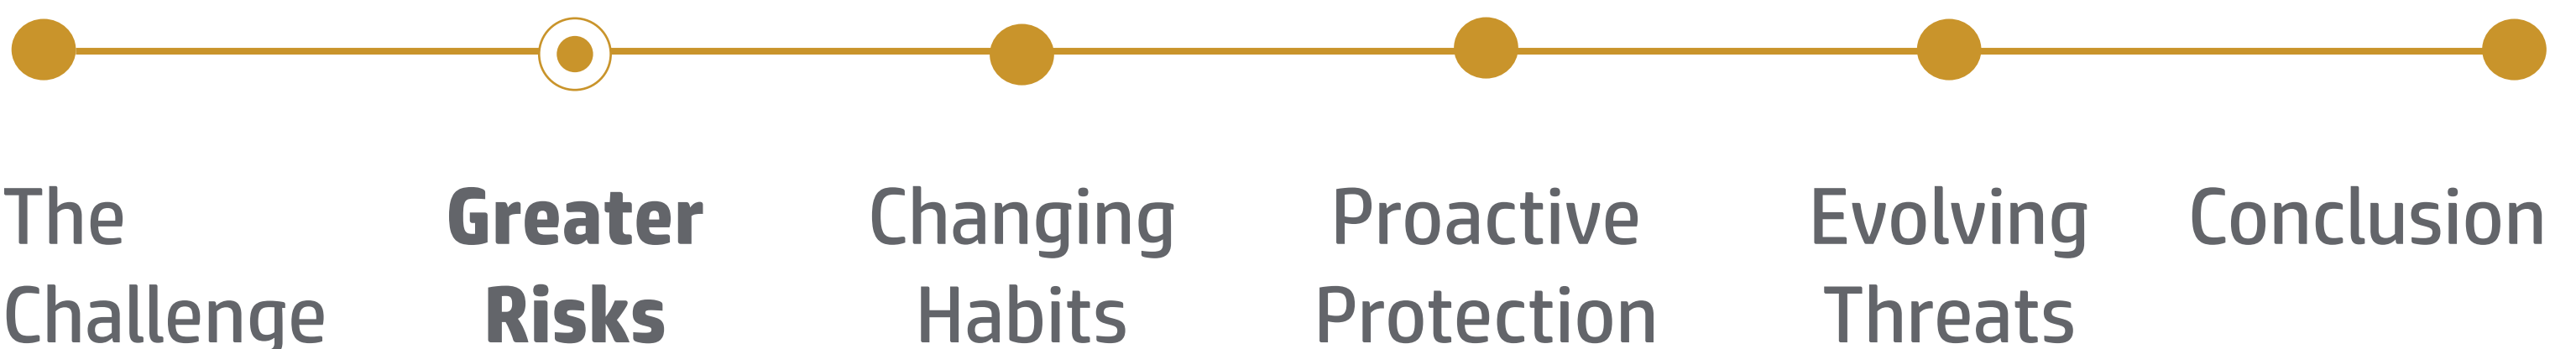 The
Challenge
Greater
Risks
Changing
Habits
Proactive
Protection
Evolving
Threats
Conclusion